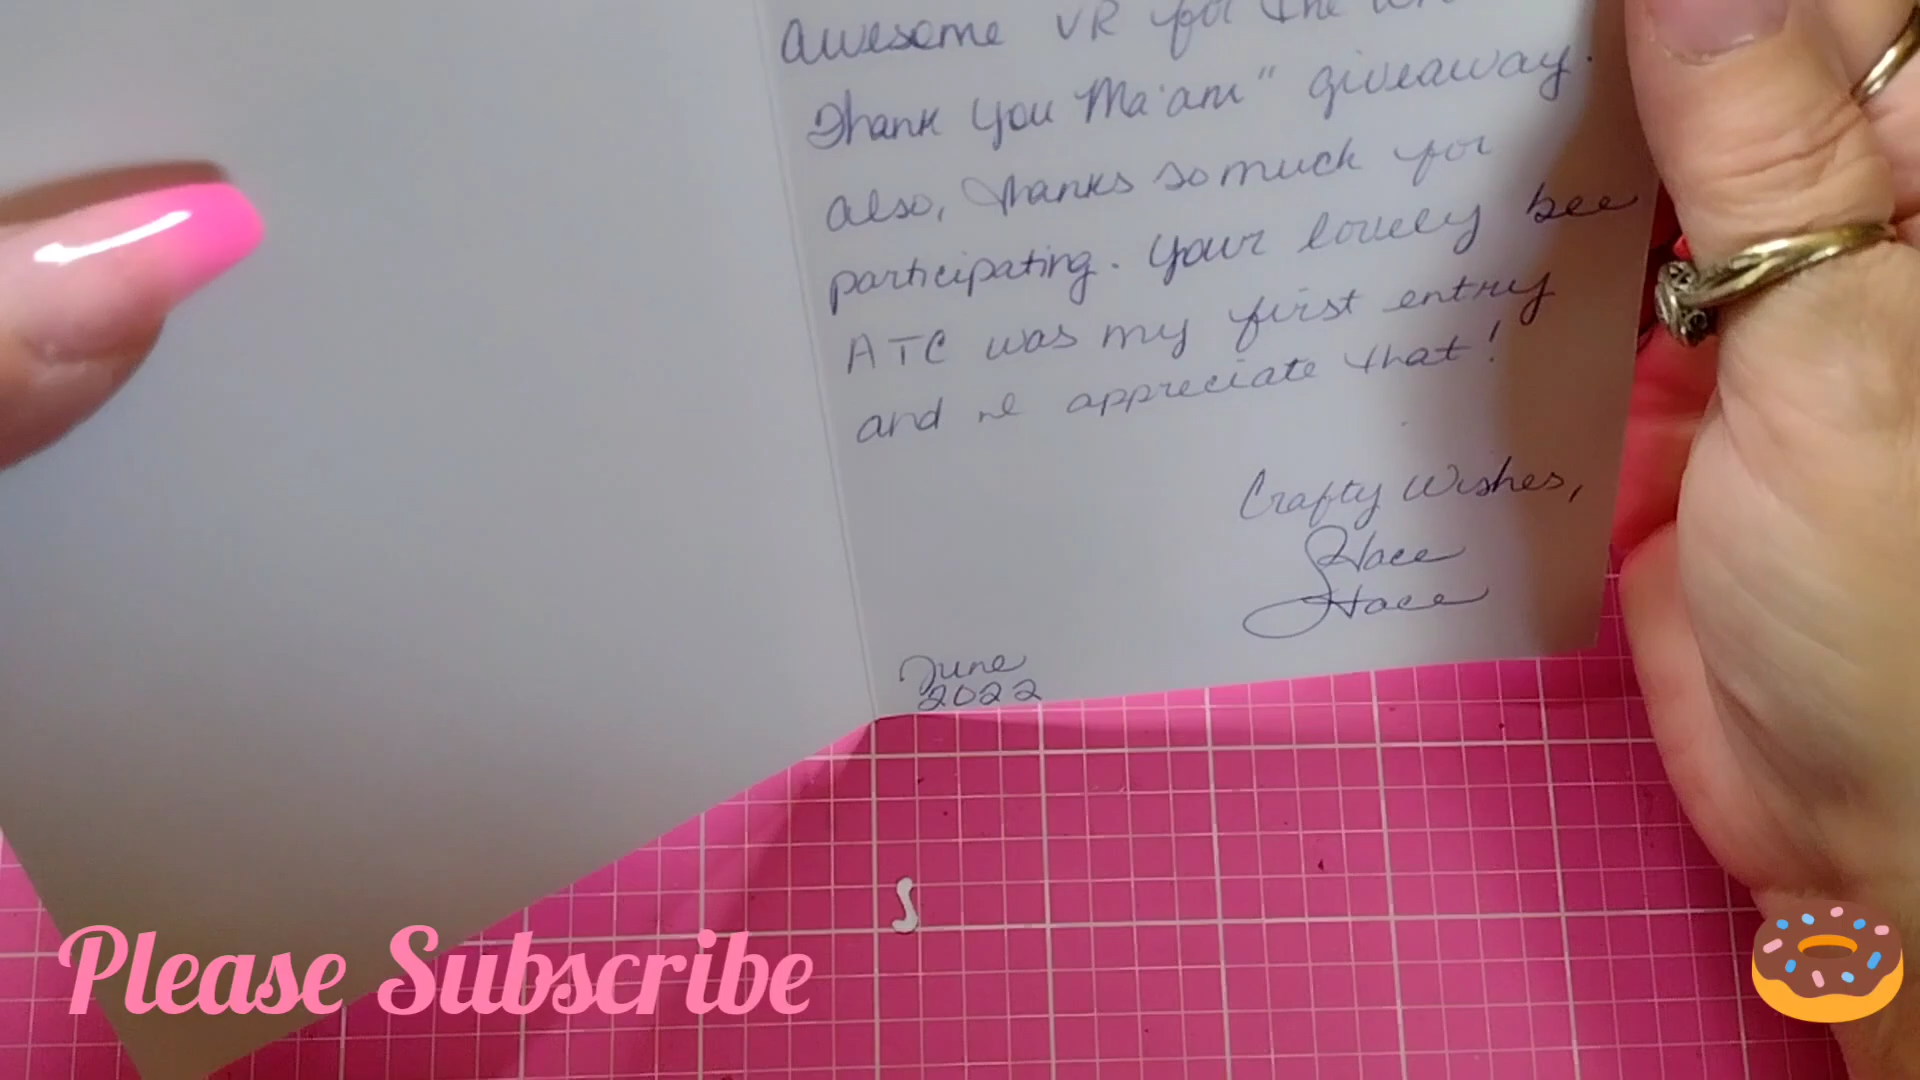 awesome VR for the
Thank you Ma'am" giveaway.
Also, thanks so much for
participating. Your lovely bee
ATC was my first entry
and I appreciate that!
Crafty Wishes,
June
2022
Please Subscribe